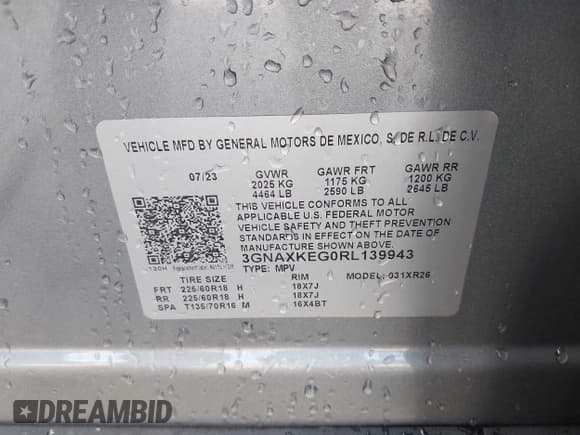 VEHICLE MFD BY GENERAL MOTORS DE MEXICO, S. DE R.L. DE C.V.
07/23 GVWR GAWR FRT GAWR RR
2025 KG 1175 KG 1200 KG
4464 LB 2590 LB 2645 LB
THIS VEHICLE CONFORMS TO ALL
APPLICABLE U.S. FEDERAL MOTOR
VEHICLE SAFETY AND THEFT PREVENTION
STANDARDS IN EFFECT ON THE DATE OF
MANUFACTURE SHOWN ABOVE.
3GNAXKEG0RL139943
TYPE: MPV MODEL: 031XR26
TIRE SIZE RIM
FRT 225/60R18 H 18X7J
RR 225/60R18 H 18X7J
SPA T135/70R16 M 16X4BT
DREAMBID